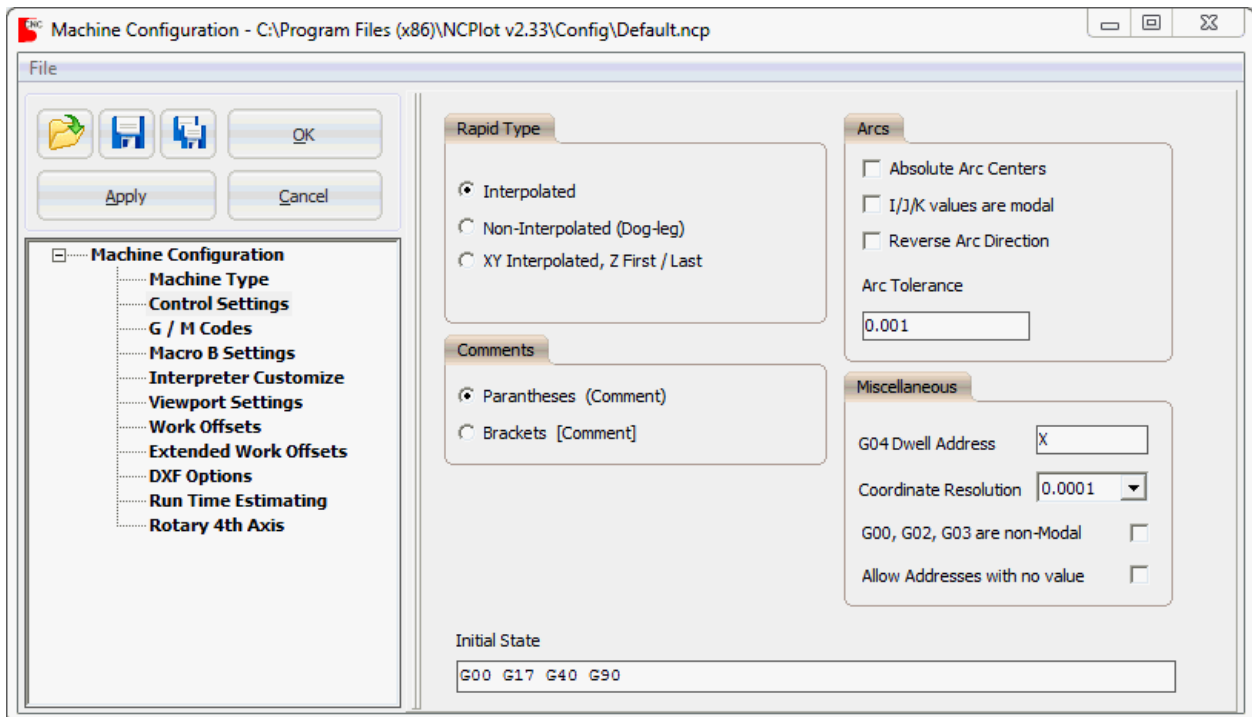 CNC
Machine Configuration - C:\Program Files (x86)\NCPlot v2.33\Config\Default.ncp
File
OK
Apply
Cancel
Machine Configuration
Machine Type
Control Settings
G / M Codes
Macro B Settings
Interpreter Customize
Viewport Settings
Work Offsets
Extended Work Offsets
DXF Options
Run Time Estimating
Rotary 4th Axis
Rapid Type
Interpolated
Non-Interpolated (Dog-leg)
XY Interpolated, Z First / Last
Comments
Parantheses (Comment)
Brackets [Comment]
Arcs
Absolute Arc Centers
I/J/K values are modal
Reverse Arc Direction
Arc Tolerance
0.001
Miscellaneous
G04 Dwell Address X
Coordinate Resolution 0.0001
G00, G02, G03 are non-Modal
Allow Addresses with no value
Initial State
G00 G17 G40 G90